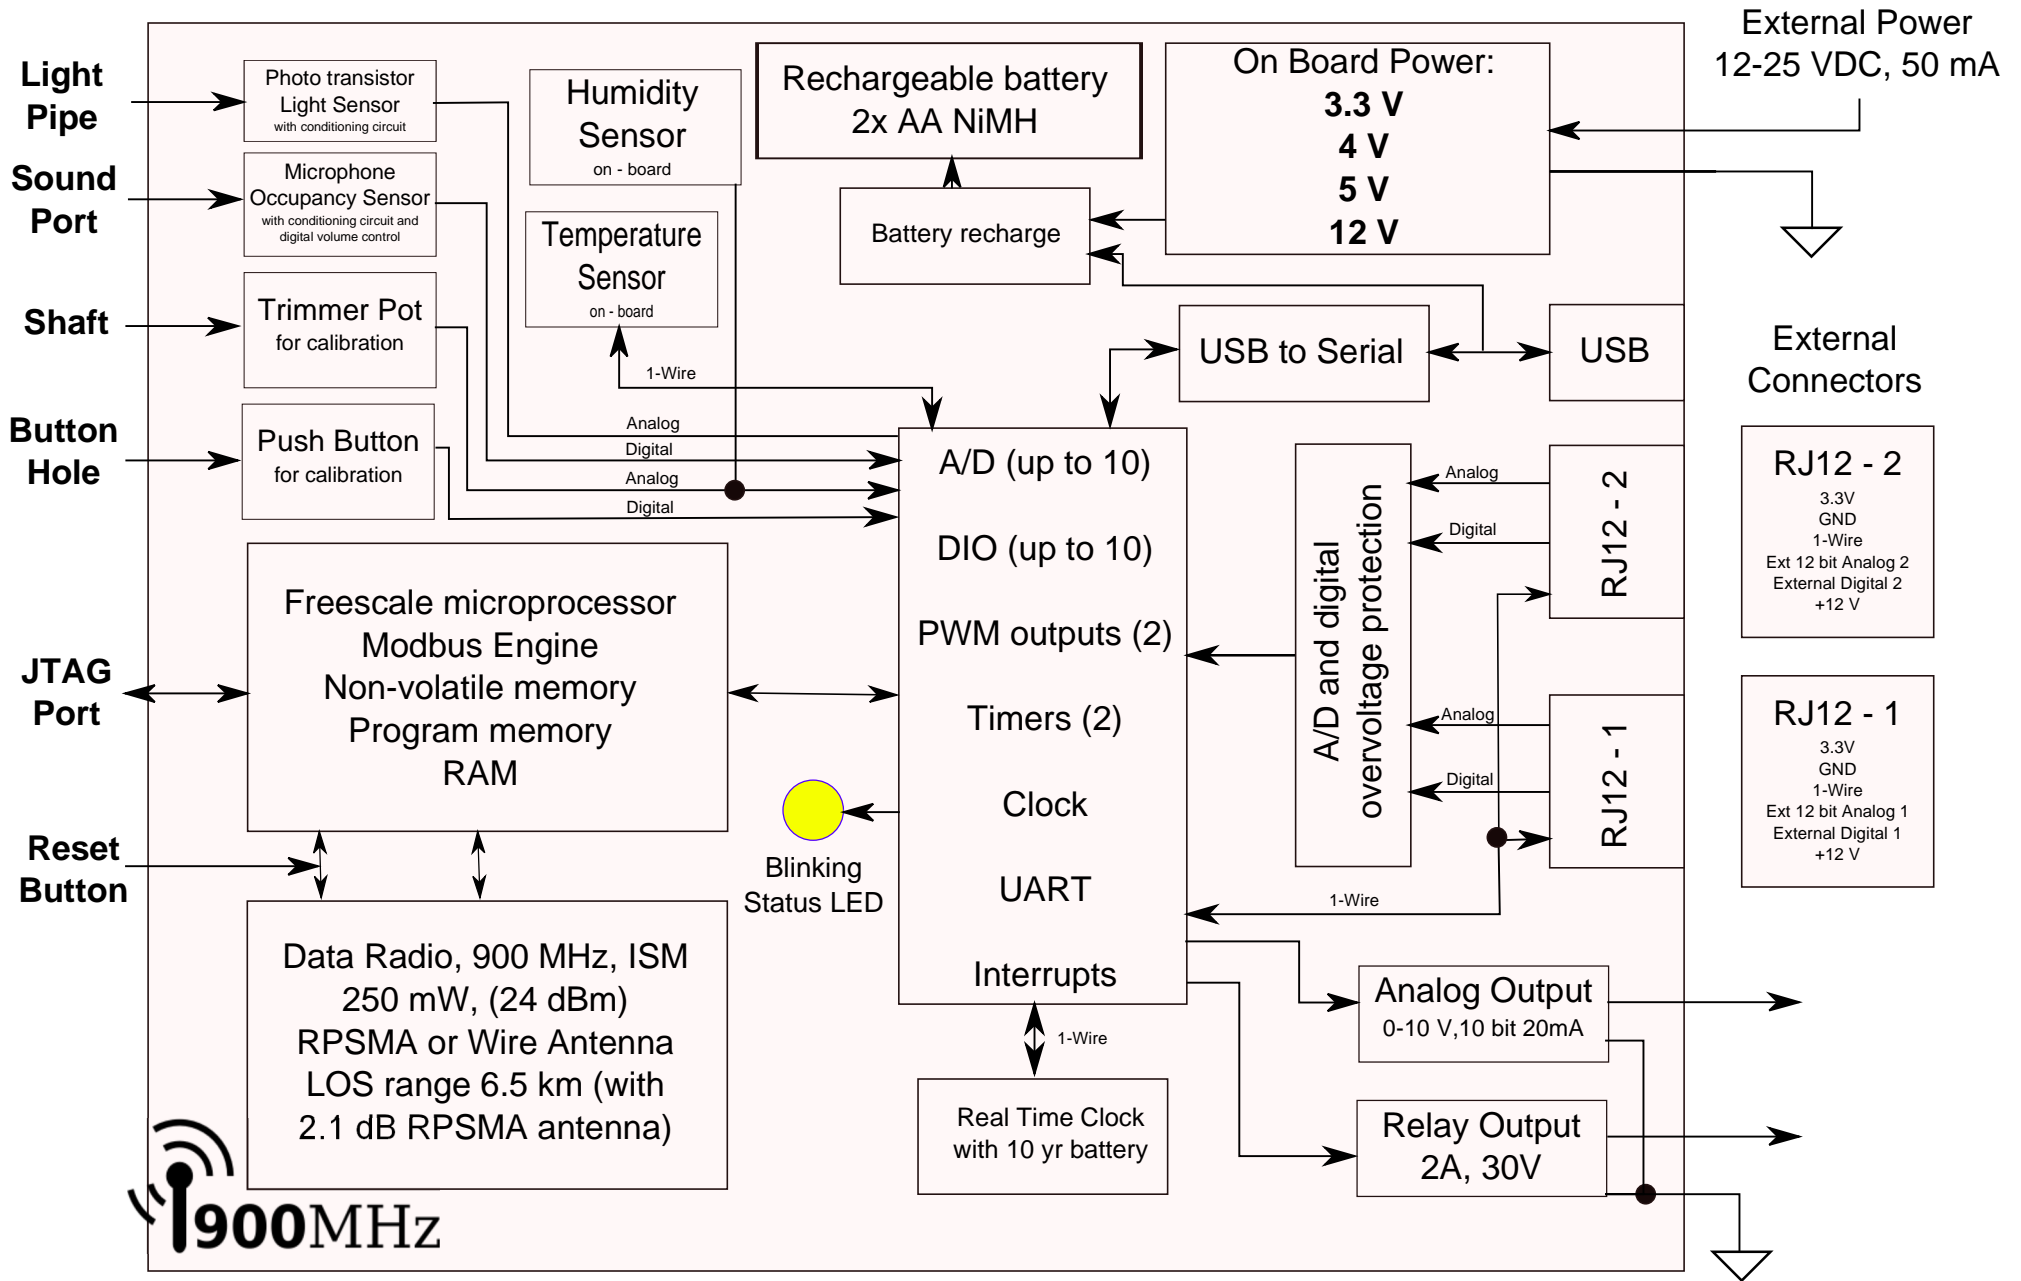 External Power
12-25 VDC, 50 mA
Light
Pipe
Photo transistor
Light Sensor
with conditioning circuit
Humidity
Sensor
on - board
Rechargeable battery
2x AA NiMH
On Board Power:
3.3 V
4 V
5 V
12 V
Sound
Port
Microphone
Occupancy Sensor
with conditioning circuit and
digital volume control
Temperature
Sensor
on - board
Battery recharge
Shaft
Trimmer Pot
for calibration
1-Wire
USB to Serial
USB
External
Connectors
Button
Hole
Push Button
for calibration
Analog
Digital
Analog
Digital
A/D (up to 10)
DIO (up to 10)
PWM outputs (2)
Timers (2)
Clock
UART
Interrupts
A/D and digital
overvoltage protection
Analog
Digital
RJ12 - 2
RJ12 - 2
3.3V
GND
1-Wire
Ext 12 bit Analog 2
External Digital 2
+12 V
JTAG
Port
Freescale microprocessor
Modbus Engine
Non-volatile memory
Program memory
RAM
Analog
Digital
RJ12 - 1
RJ12 - 1
3.3V
GND
1-Wire
Ext 12 bit Analog 1
External Digital 1
+12 V
Reset
Button
Blinking
Status LED
1-Wire
Data Radio, 900 MHz, ISM
250 mW, (24 dBm)
RPSMA or Wire Antenna
LOS range 6.5 km (with
2.1 dB RPSMA antenna)
1-Wire
Real Time Clock
with 10 yr battery
Analog Output
0-10 V,10 bit 20mA
Relay Output
2A, 30V
900MHz